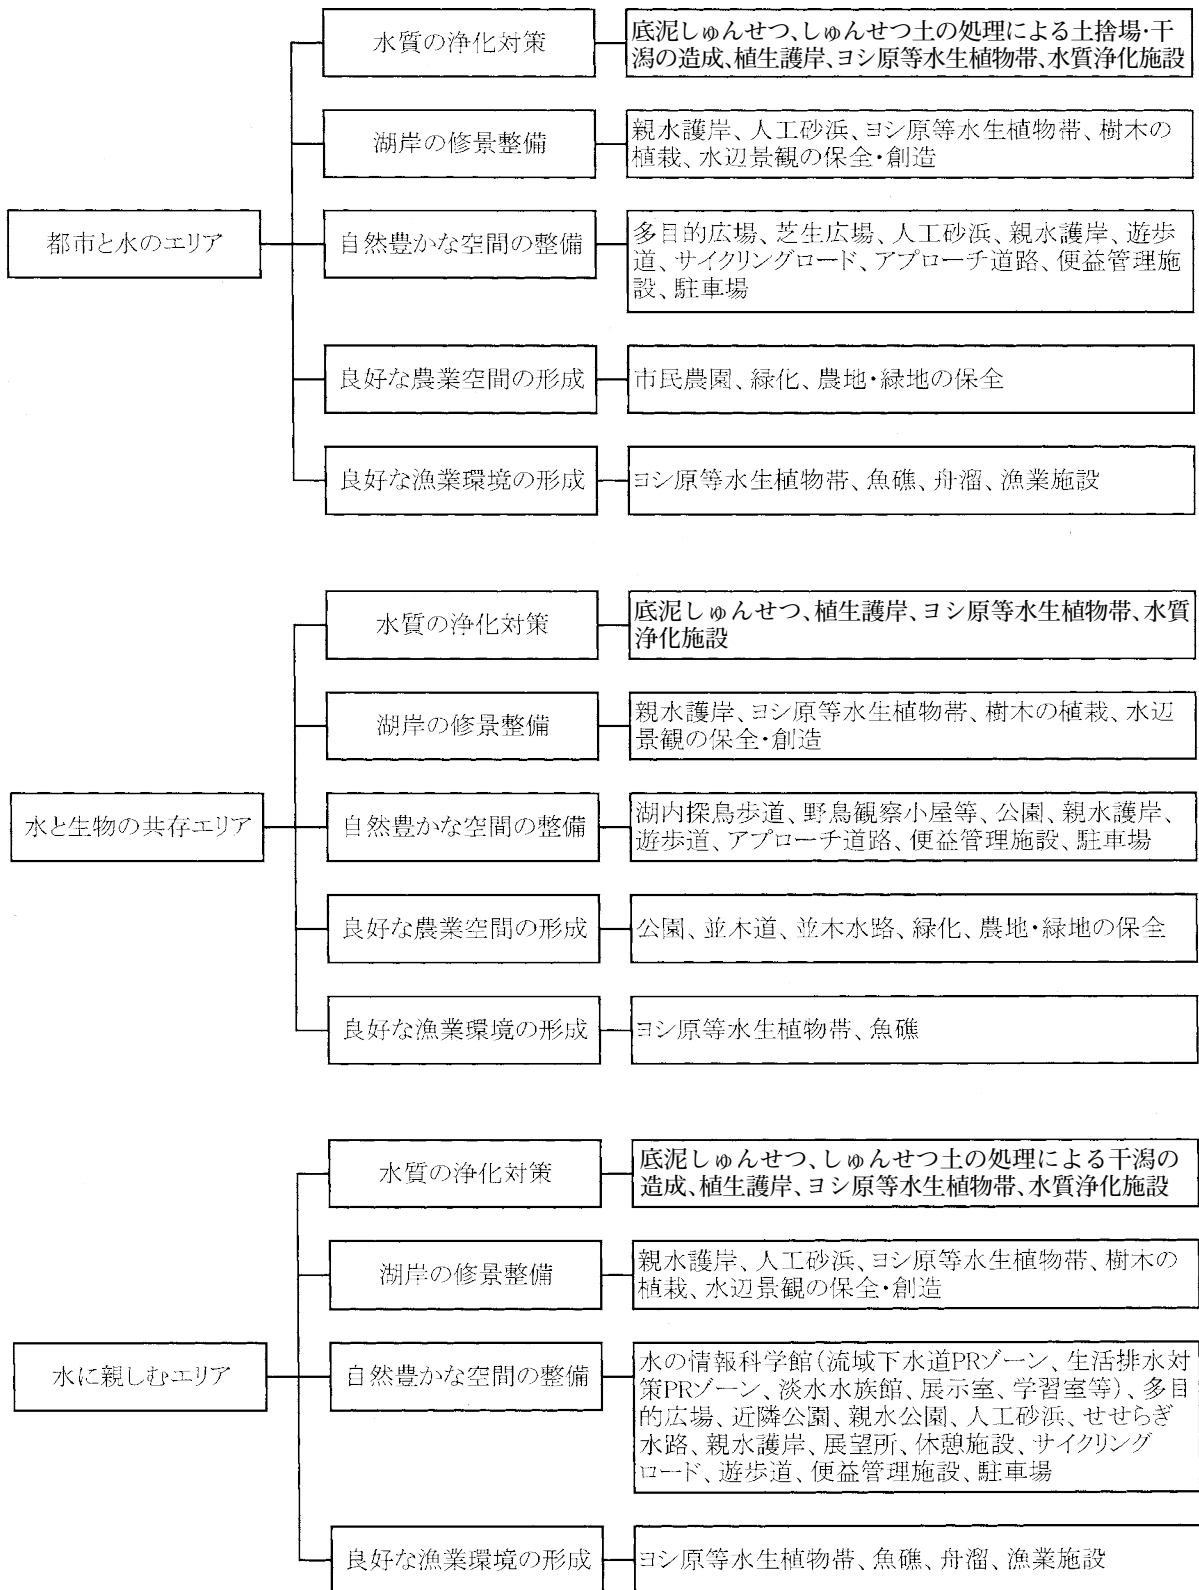 水質の浄化対策
底泥しゅんせつ、しゅんせつ土の処理による土捨場・干
潟の造成、植生護岸、ヨシ原等水生植物帯、水質浄化施設
湖岸の修景整備
親水護岸、人工砂浜、ヨシ原等水生植物帯、樹木の
植栽、水辺景観の保全・創造
都市と水のエリア
自然豊かな空間の整備
多目的広場、芝生広場、人工砂浜、親水護岸、遊歩
道、サイクリングロード、アプローチ道路、便益管理施
設、駐車場
良好な農業空間の形成
市民農園、緑化、農地・緑地の保全
良好な漁業環境の形成
ヨシ原等水生植物帯、魚礁、舟溜、漁業施設
水質の浄化対策
底泥しゅんせつ、植生護岸、ヨシ原等水生植物帯、水質
浄化施設
湖岸の修景整備
親水護岸、ヨシ原等水生植物帯、樹木の植栽、水辺
景観の保全・創造
水と生物の共存エリア
自然豊かな空間の整備
湖内探鳥歩道、野鳥観察小屋等、公園、親水護岸、
遊歩道、アプローチ道路、便益管理施設、駐車場
良好な農業空間の形成
公園、並木道、並木水路、緑化、農地・緑地の保全
良好な漁業環境の形成
ヨシ原等水生植物帯、魚礁
水質の浄化対策
底泥しゅんせつ、しゅんせつ土の処理による干潟の
造成、植生護岸、ヨシ原等水生植物帯、水質浄化施設
湖岸の修景整備
親水護岸、人工砂浜、ヨシ原等水生植物帯、樹木の
植栽、水辺景観の保全・創造
水に親しむエリア
自然豊かな空間の整備
水の情報科学館(流域下水道PRゾーン、生活排水対
策PRゾーン、淡水水族館、展示室、学習室等)、多目
的広場、近隣公園、親水公園、人工砂浜、せせらぎ
水路、親水護岸、展望所、休憩施設、サイクリング
ロード、遊歩道、便益管理施設、駐車場
良好な漁業環境の形成
ヨシ原等水生植物帯、魚礁、舟溜、漁業施設